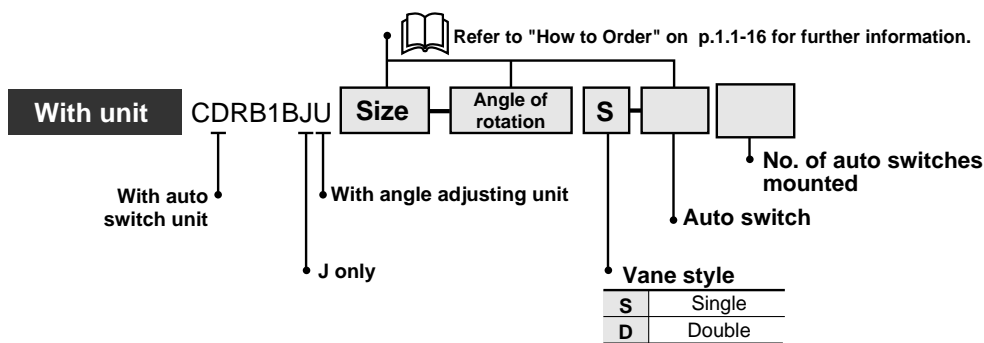 Refer to "How to Order" on p.1.1-16 for further information.
With unit CDRB1BJU Size Angle of rotation S
No. of auto switches
mounted
With auto
switch unit
With angle adjusting unit
Auto switch
J only
Vane style
S Single
D Double